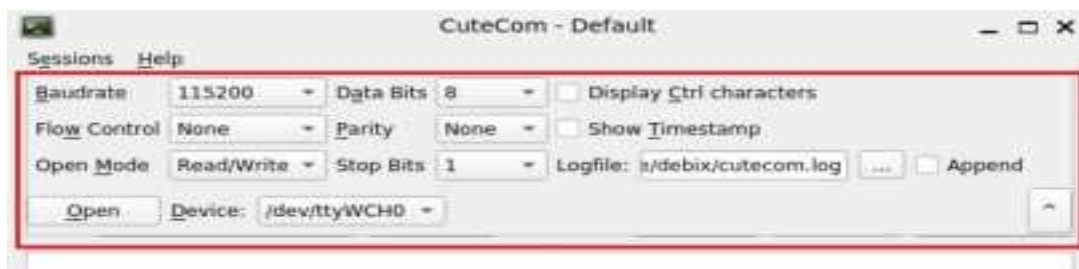 CuteCom - Default
Sessions Help
Baudrate 115200 Data Bits 8 Display Ctrl characters
Flow Control None Parity None Show Timestamp
Open Mode Read/Write Stop Bits 1 Logfile: e/debix/cutecom.log ... Append
Open Device: /dev/ttyWCH0